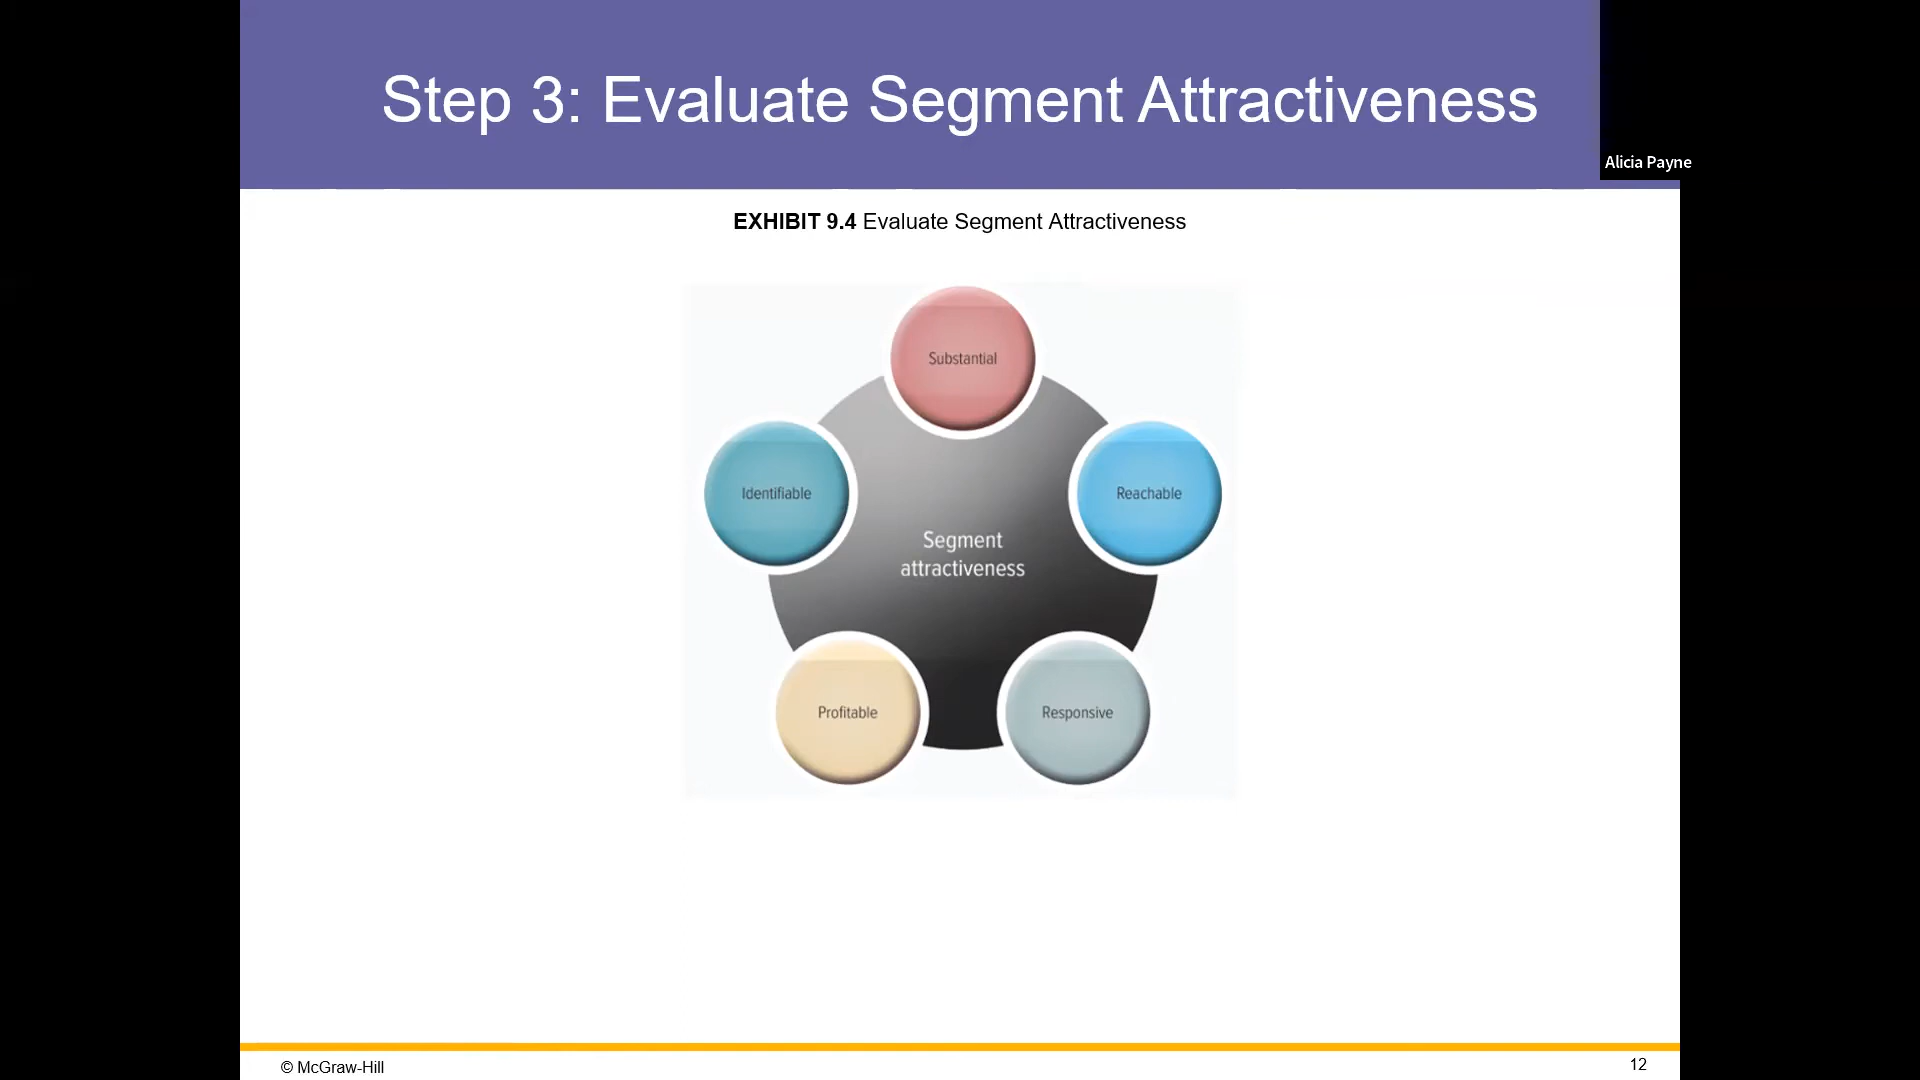 Step 3: Evaluate Segment Attractiveness
Alicia Payne
EXHIBIT 9.4 Evaluate Segment Attractiveness
Substantial
Identifiable
Reachable
Segment
attractiveness
Profitable
Responsive
© McGraw-Hill
12